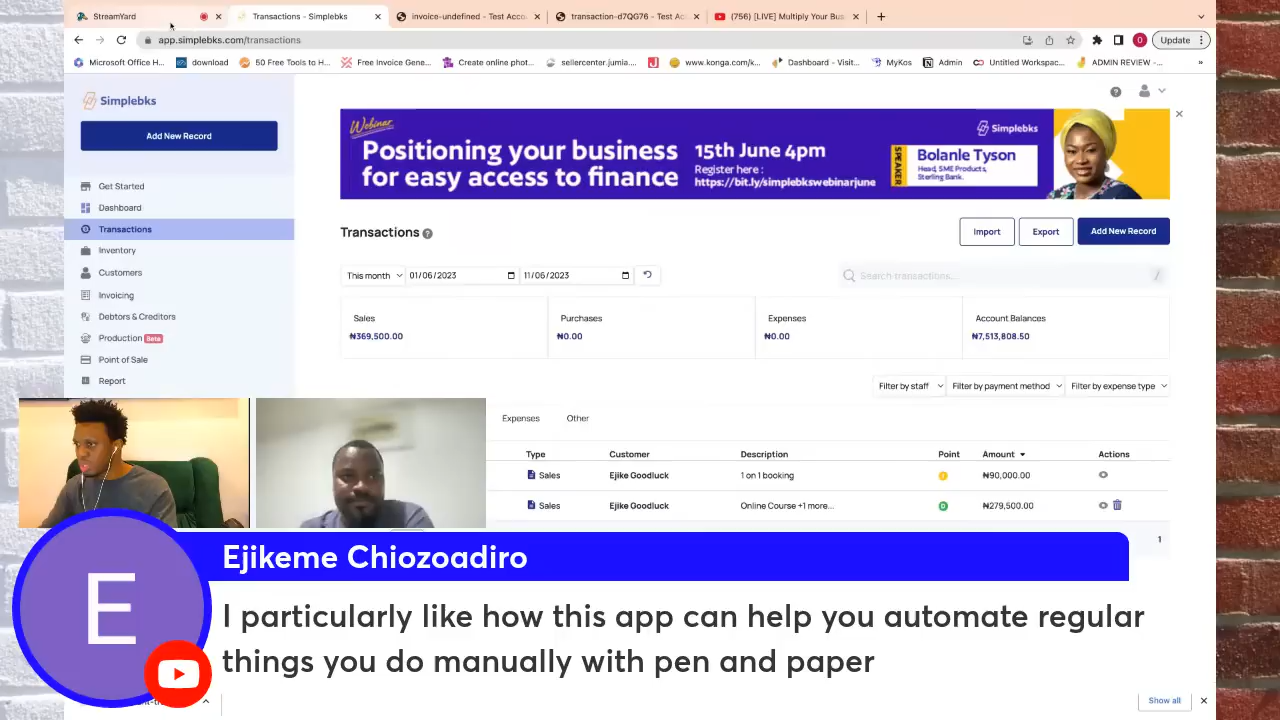 StreamYard
Transactions - Simplebks
invoice-undefined - Test Acco
transaction-d7QG76 - Test Ac
(756) [LIVE] Multiply Your Bus
app.simplebks.com/transactions
Update
Microsoft Office H...
download
50 Free Tools to H...
Free Invoice Gene...
Create online phot...
sellercenter.jumia....
www.konga.com/k...
Dashboard - Visit...
MyKos
Admin
Untitled Workspac...
ADMIN REVIEW -...
»
Simplebks
Add New Record
Get Started
Dashboard
Transactions
Inventory
Customers
Invoicing
Debtors & Creditors
Production Beta
Point of Sale
Report
Webinar
Positioning your business
for easy access to finance
15th June 4pm
Register here :
https://bit.ly/simplebkswebinarjune
Simplebks
SPEAKER
Bolanle Tyson
Head, SME Products,
Sterling Bank.
Transactions
Import
Export
Add New Record
This month
01/06/2023
11/06/2023
Search transactions...
/
Sales
₦369,500.00
Purchases
₦0.00
Expenses
₦0.00
Account Balances
₦7,513,808.50
Filter by staff
Filter by payment method
Filter by expense type
Expenses
Other
Type Customer Description Point Amount Actions
Sales Ejike Goodluck 1 on 1 booking ₦90,000.00
Sales Ejike Goodluck Online Course +1 more... ₦279,500.00
1
E
Ejikeme Chiozoadiro
I particularly like how this app can help you automate regular
things you do manually with pen and paper
Show all